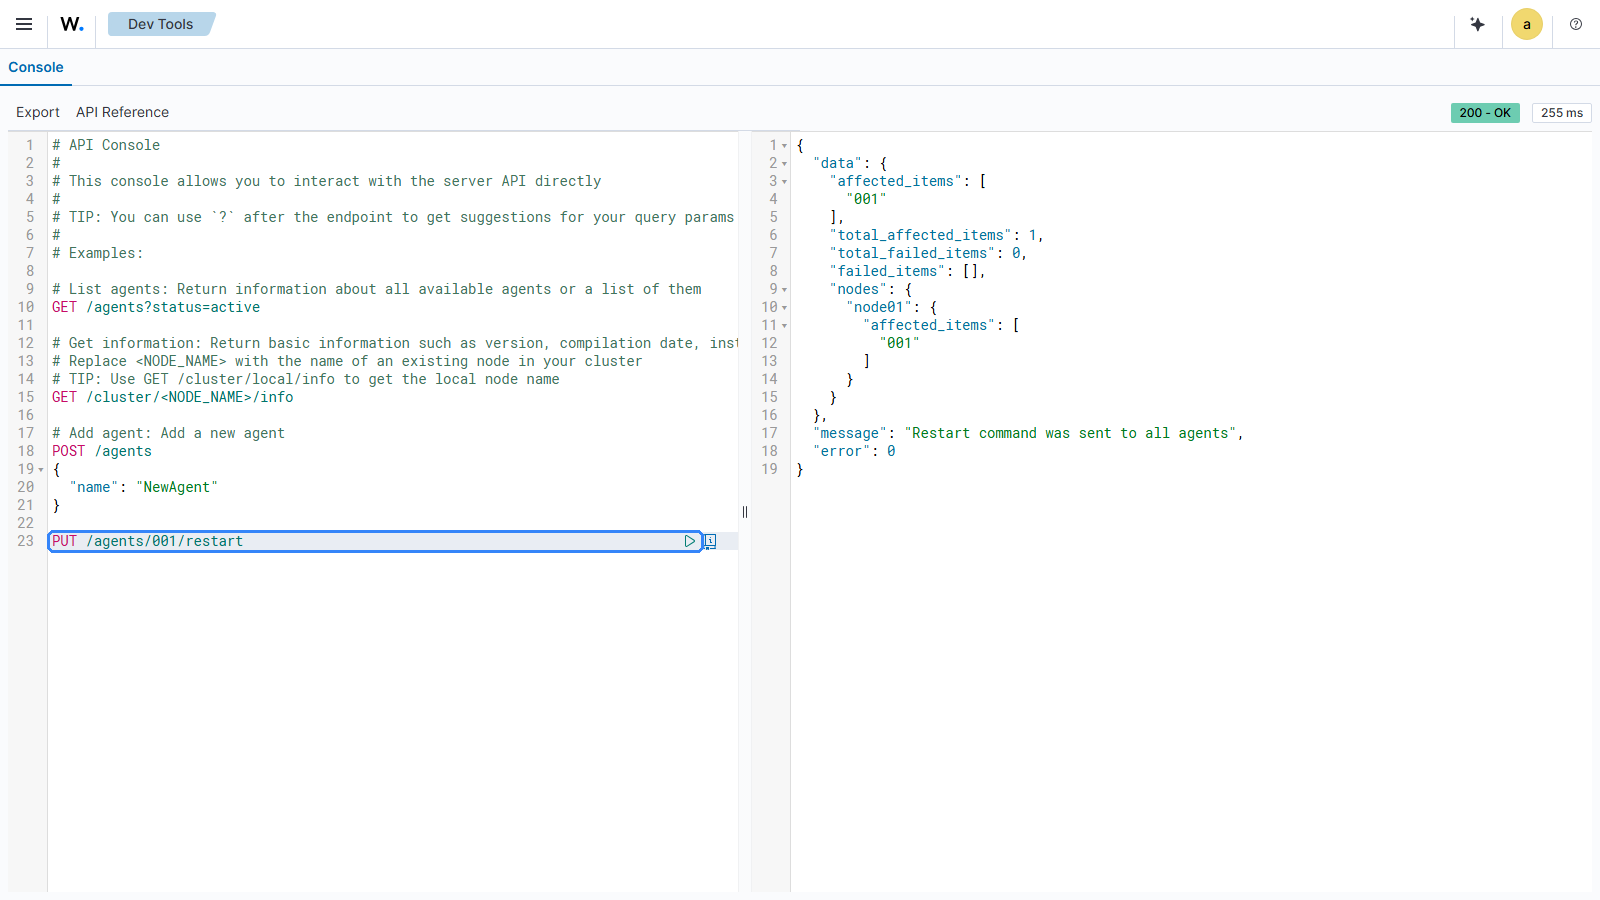 W.
Dev Tools
a
Console
Export
API Reference
200 - OK
255 ms
1 # API Console
2 #
3 # This console allows you to interact with the server API directly
4 #
5 # TIP: You can use `?` after the endpoint to get suggestions for your query params
6 #
7 # Examples:
8
9 # List agents: Return information about all available agents or a list of them
10 GET /agents?status=active
11
12 # Get information: Return basic information such as version, compilation date, inst
13 # Replace <NODE_NAME> with the name of an existing node in your cluster
14 # TIP: Use GET /cluster/local/info to get the local node name
15 GET /cluster/<NODE_NAME>/info
16
17 # Add agent: Add a new agent
18 POST /agents
19 {
20   "name": "NewAgent"
21 }
22
23 PUT /agents/001/restart
1 {
2   "data": {
3     "affected_items": [
4       "001"
5     ],
6     "total_affected_items": 1,
7     "total_failed_items": 0,
8     "failed_items": [],
9     "nodes": {
10       "node01": {
11         "affected_items": [
12           "001"
13         ]
14       }
15     }
16   },
17   "message": "Restart command was sent to all agents",
18   "error": 0
19 }